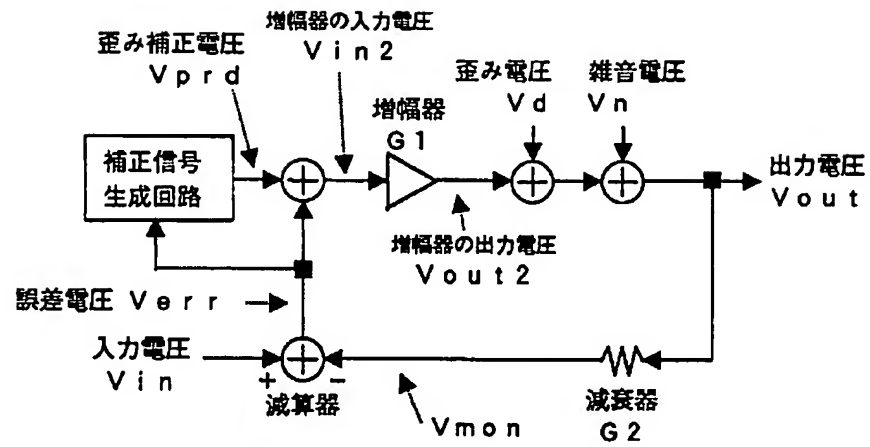 増幅器の入力電圧
Vin2
歪み補正電圧
Vprd
増幅器
G1
歪み電圧
Vd
雑音電圧
Vn
補正信号
生成回路
出力電圧
Vout
増幅器の出力電圧
Vout2
誤差電圧 Verr
入力電圧
Vin
+
-
減算器
Vmon
減衰器
G2